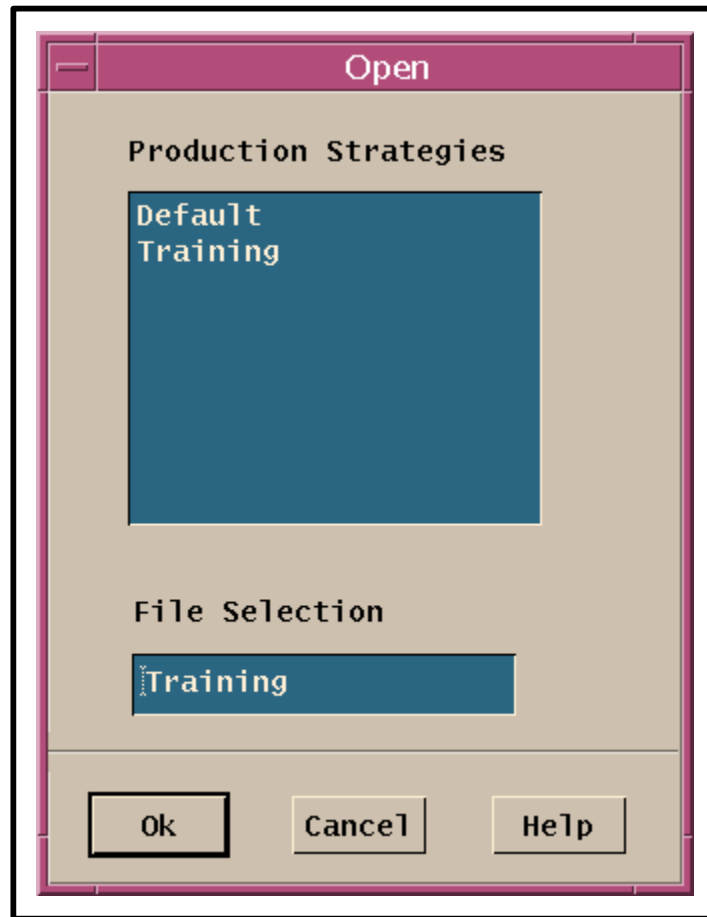 Open
Production Strategies
Default
Training
File Selection
Training
Ok Cancel Help